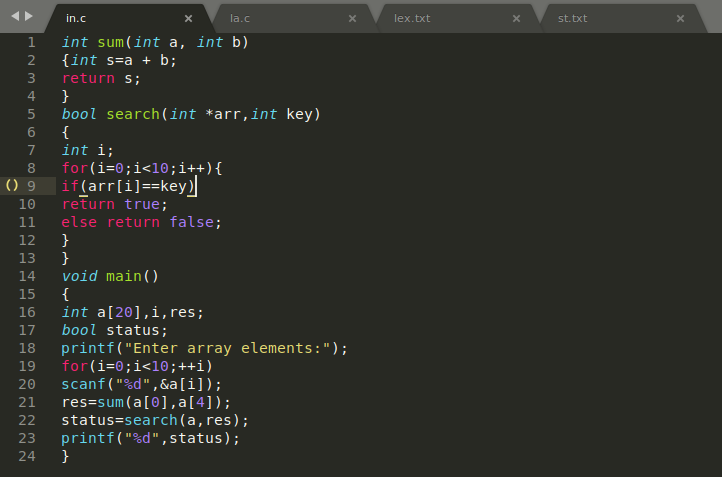 in.c × la.c × lex.txt × st.txt ×
1 int sum(int a, int b)
2 {int s=a + b;
3 return s;
4 }
5 bool search(int *arr,int key)
6 {
7 int i;
8 for(i=0;i<10;i++){
() 9 if(arr[i]==key)
10 return true;
11 else return false;
12 }
13 }
14 void main()
15 {
16 int a[20],i,res;
17 bool status;
18 printf("Enter array elements:");
19 for(i=0;i<10;++i)
20 scanf("%d",&a[i]);
21 res=sum(a[0],a[4]);
22 status=search(a,res);
23 printf("%d",status);
24 }